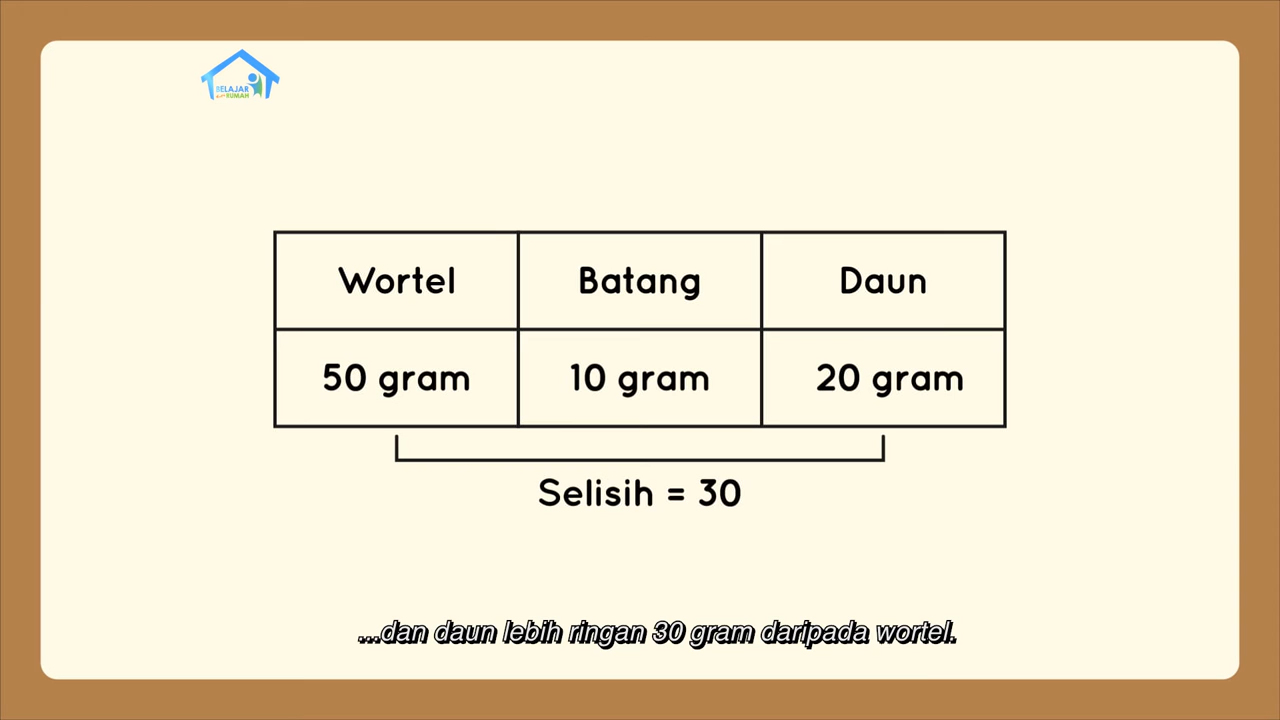 BELAJAR
dari RUMAH
Wortel Batang Daun
50 gram 10 gram 20 gram
Selisih = 30
...dan daun lebih ringan 30 gram daripada wortel.